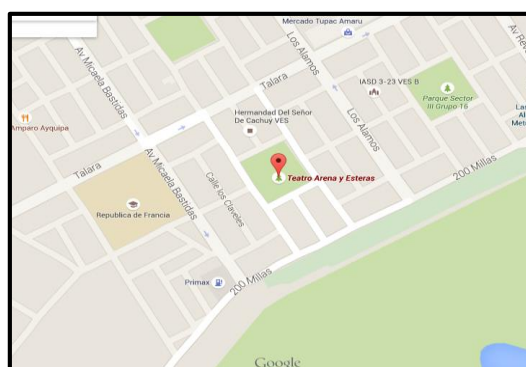 Mercado Tupac Amaru
Av Micaela Bastidas
Los Alamos
Talara
IASD 3-23 VES B
Parque Sector
III Grupo 16
Amparo Ayquipa
Hermandad Del Señor
De Cachuy VES
Los Alamos
Teatro Arena y Esteras
200 Millas
Talara
Av Micaela Bastidas
Calle los Claveles
Republica de Francia
Primax
200 Millas
Google